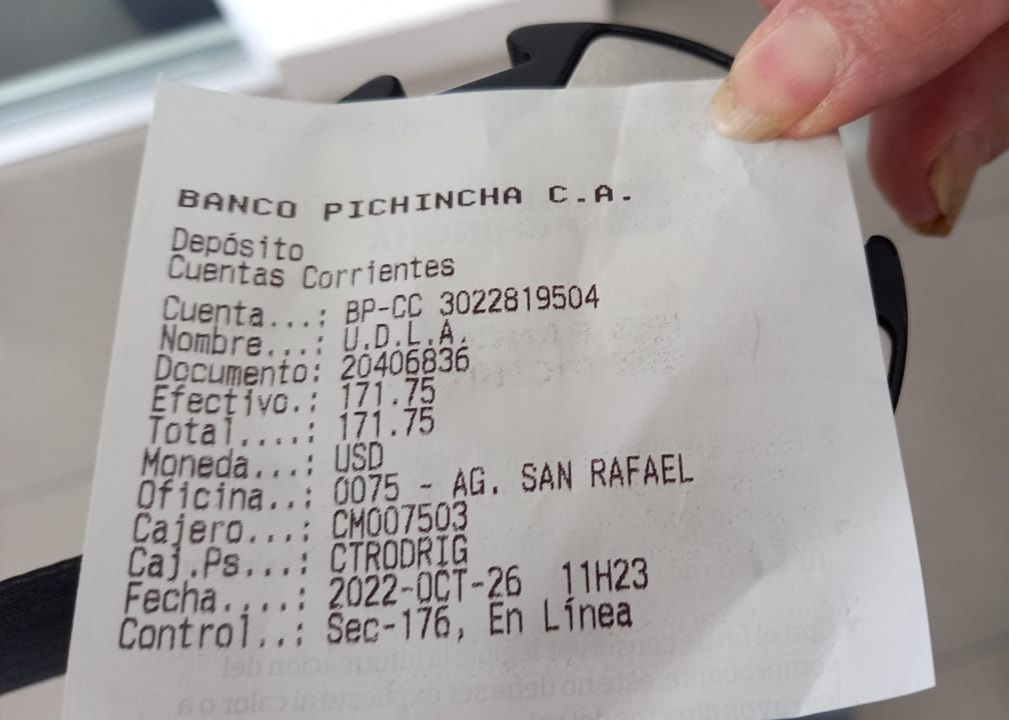 BANCO PICHINCHA C.A.
Depósito
Cuentas Corrientes
Cuenta...: BP-CC 3022819504
Nombre...: U.D.L.A.
Documento: 20406836
Efectivo.: 171.75
Total....: 171.75
Moneda...: USD
Oficina..: 0075 - AG. SAN RAFAEL
Cajero...: CM007503
Caj.Ps...: CTRODRIG
Fecha....: 2022-OCT-26 11H23
Control..: Sec-176, En Línea